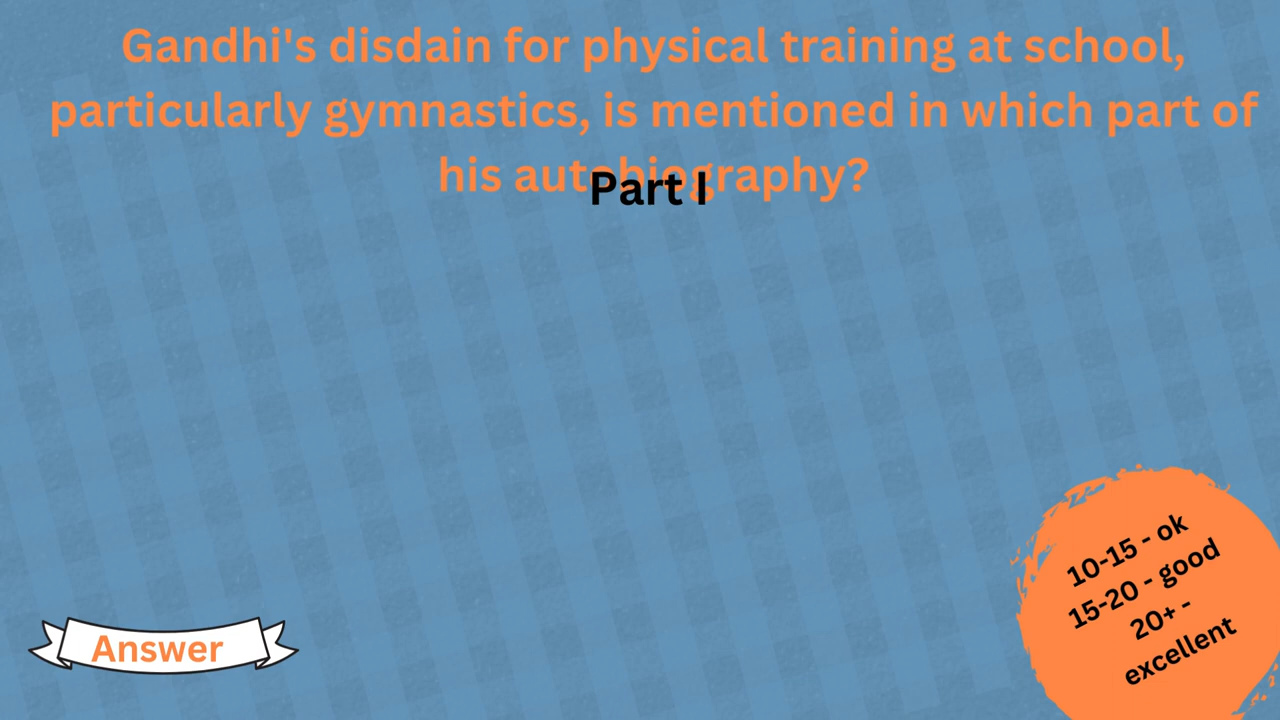 Gandhi's disdain for physical training at school,
particularly gymnastics, is mentioned in which part of
his autobiography?
Part I
10-15 - ok
15-20 - good
20+ -
excellent
Answer